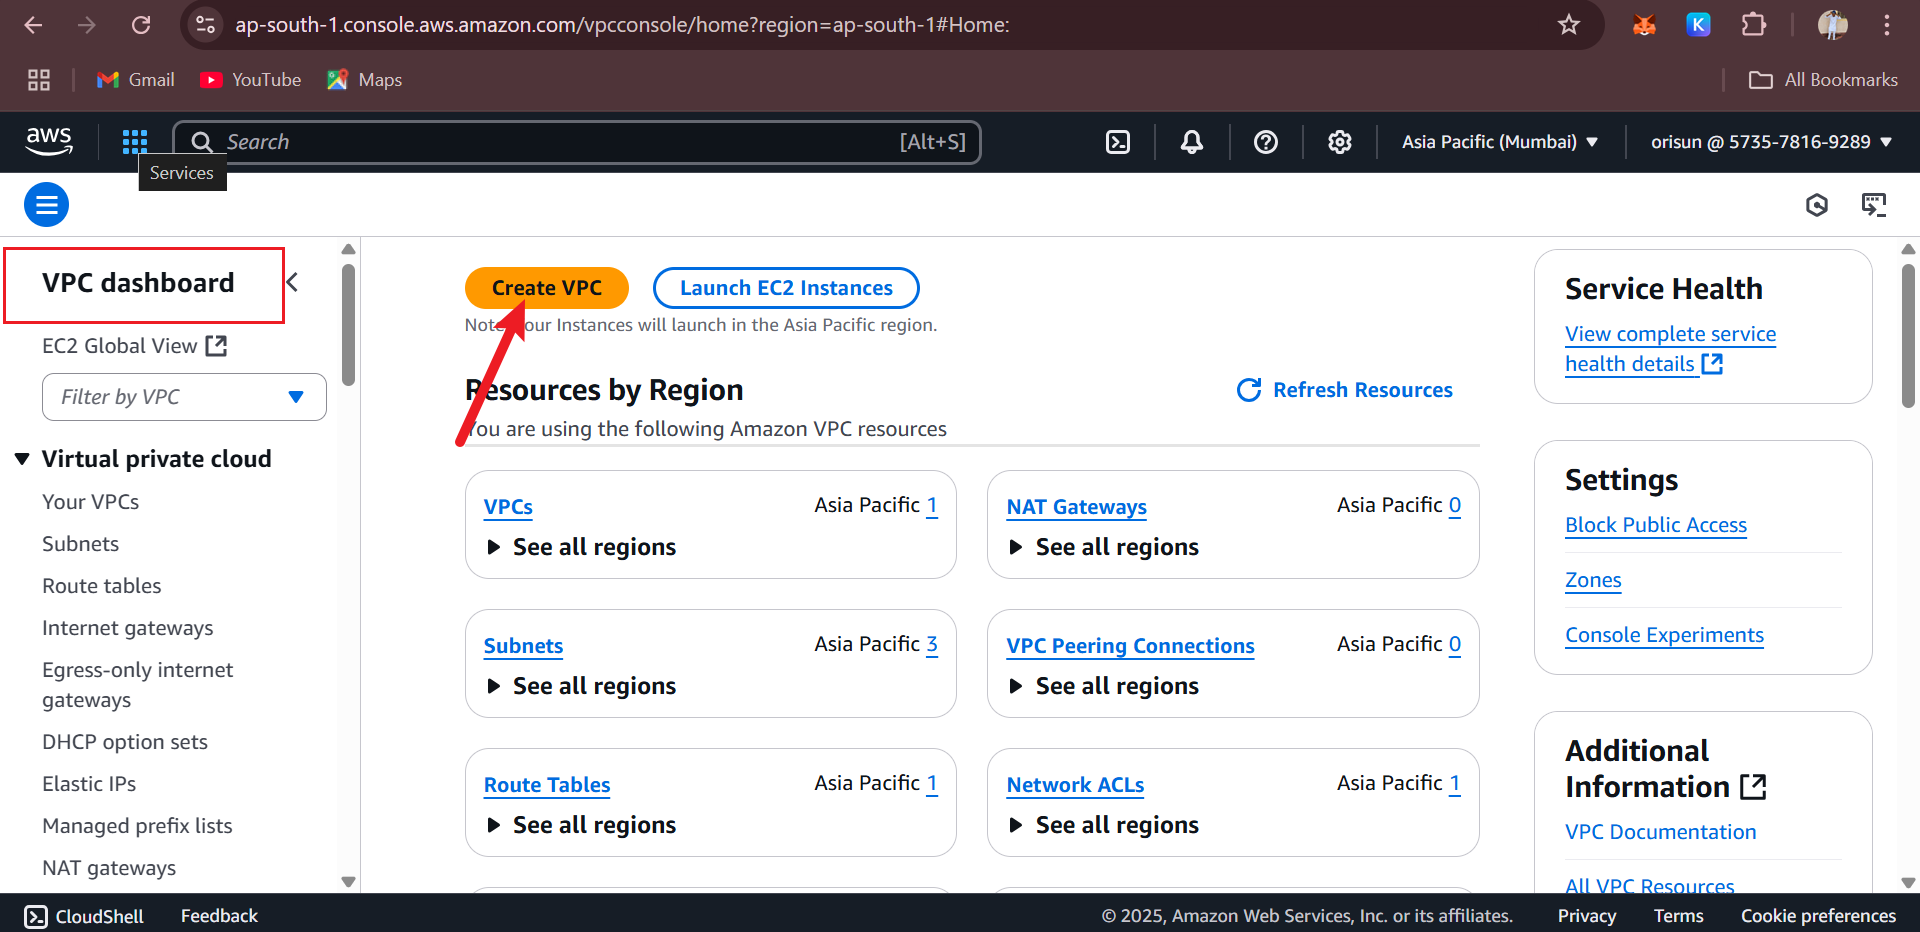 ap-south-1.console.aws.amazon.com/vpcconsole/home?region=ap-south-1#Home:
K
Gmail
YouTube
Maps
All Bookmarks
aws
Search
[Alt+S]
Asia Pacific (Mumbai)
orisun @ 5735-7816-9289
Services
VPC dashboard
EC2 Global View
Filter by VPC
Virtual private cloud
Your VPCs
Subnets
Route tables
Internet gateways
Egress-only internet
gateways
DHCP option sets
Elastic IPs
Managed prefix lists
NAT gateways
Create VPC
Launch EC2 Instances
Instances will launch in the Asia Pacific region.
Resources by Region
Refresh Resources
You are using the following Amazon VPC resources
VPCs
Asia Pacific 1
See all regions
NAT Gateways
Asia Pacific 0
See all regions
Subnets
Asia Pacific 3
See all regions
VPC Peering Connections
Asia Pacific 0
See all regions
Route Tables
Asia Pacific 1
See all regions
Network ACLs
Asia Pacific 1
See all regions
Service Health
View complete service
health details
Settings
Block Public Access
Zones
Console Experiments
Additional
Information
VPC Documentation
All VPC Resources
CloudShell
Feedback
© 2025, Amazon Web Services, Inc. or its affiliates.
Privacy
Terms
Cookie preferences